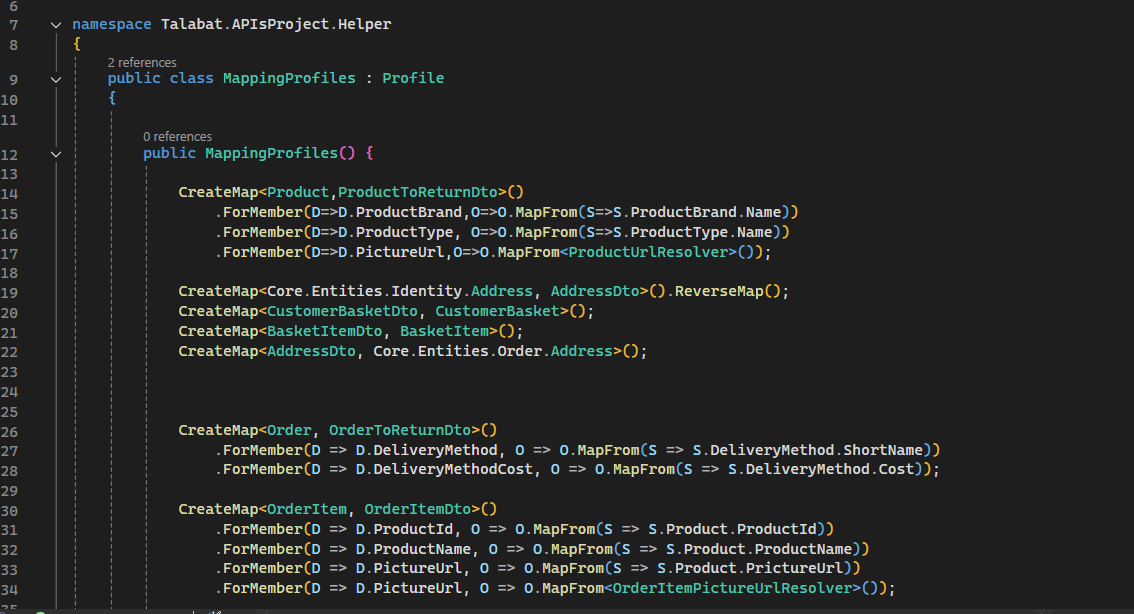 6
7 namespace Talabat.APIsProject.Helper
8 {
2 references
9 public class MappingProfiles : Profile
10 {
11
0 references
12 public MappingProfiles() {
13
14 CreateMap<Product,ProductToReturnDto>()
15 .ForMember(D=>D.ProductBrand,O=>O.MapFrom(S=>S.ProductBrand.Name))
16 .ForMember(D=>D.ProductType, O=>O.MapFrom(S=>S.ProductType.Name))
17 .ForMember(D=>D.PictureUrl,O=>O.MapFrom<ProductUrlResolver>());
18
19 CreateMap<Core.Entities.Identity.Address, AddressDto>().ReverseMap();
20 CreateMap<CustomerBasketDto, CustomerBasket>();
21 CreateMap<BasketItemDto, BasketItem>();
22 CreateMap<AddressDto, Core.Entities.Order.Address>();
23
24
25
26 CreateMap<Order, OrderToReturnDto>()
27 .ForMember(D => D.DeliveryMethod, O => O.MapFrom(S => S.DeliveryMethod.ShortName))
28 .ForMember(D => D.DeliveryMethodCost, O => O.MapFrom(S => S.DeliveryMethod.Cost));
29
30 CreateMap<OrderItem, OrderItemDto>()
31 .ForMember(D => D.ProductId, O => O.MapFrom(S => S.Product.ProductId))
32 .ForMember(D => D.ProductName, O => O.MapFrom(S => S.Product.ProductName))
33 .ForMember(D => D.PictureUrl, O => O.MapFrom(S => S.Product.PrictureUrl))
34 .ForMember(D => D.PictureUrl, O => O.MapFrom<OrderItemPictureUrlResolver>());
35